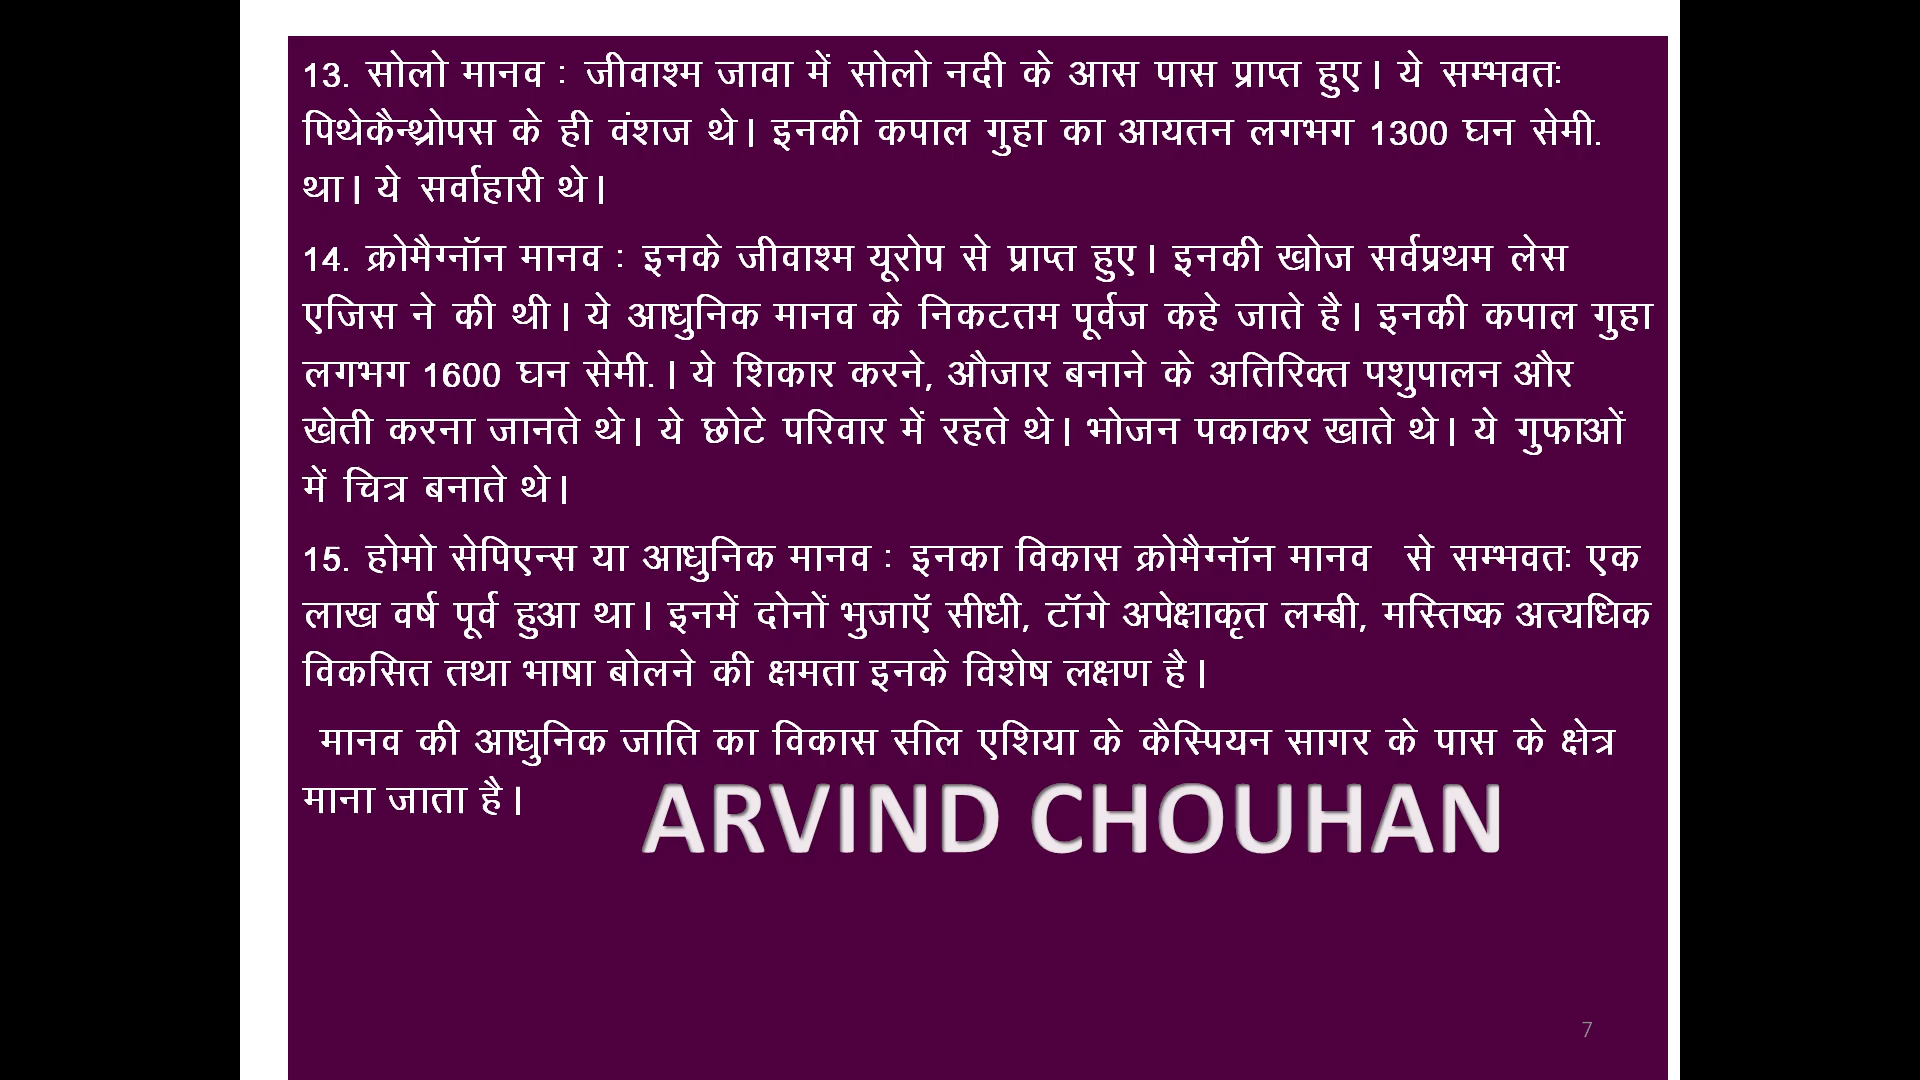 13. सोलो मानव : जीवाश्म जावा में सोलो नदी के आस पास प्राप्त हुए। ये सम्भवतः
पिथेकैन्थ्रोपस के ही वंशज थे। इनकी कपाल गुहा का आयतन लगभग 1300 घन सेमी.
था। ये सर्वाहारी थे।
14. क्रोमैग्नॉन मानव : इनके जीवाश्म यूरोप से प्राप्त हुए। इनकी खोज सर्वप्रथम लेस
एजिस ने की थी। ये आधुनिक मानव के निकटतम पूर्वज कहे जाते है। इनकी कपाल गुहा
लगभग 1600 घन सेमी.। ये शिकार करने, औजार बनाने के अतिरिक्त पशुपालन और
खेती करना जानते थे। ये छोटे परिवार में रहते थे। भोजन पकाकर खाते थे। ये गुफाओं
में चित्र बनाते थे।
15. होमो सेपिएन्स या आधुनिक मानव : इनका विकास क्रोमैग्नॉन मानव से सम्भवतः एक
लाख वर्ष पूर्व हुआ था। इनमें दोनों भुजाएॅ सीधी, टॉगे अपेक्षाकृत लम्बी, मस्तिष्क अत्यधिक
विकसित तथा भाषा बोलने की क्षमता इनके विशेष लक्षण है।
मानव की आधुनिक जाति का विकास सील एशिया के कैस्पियन सागर के पास के क्षेत्र
माना जाता है।
ARVIND CHOUHAN
7